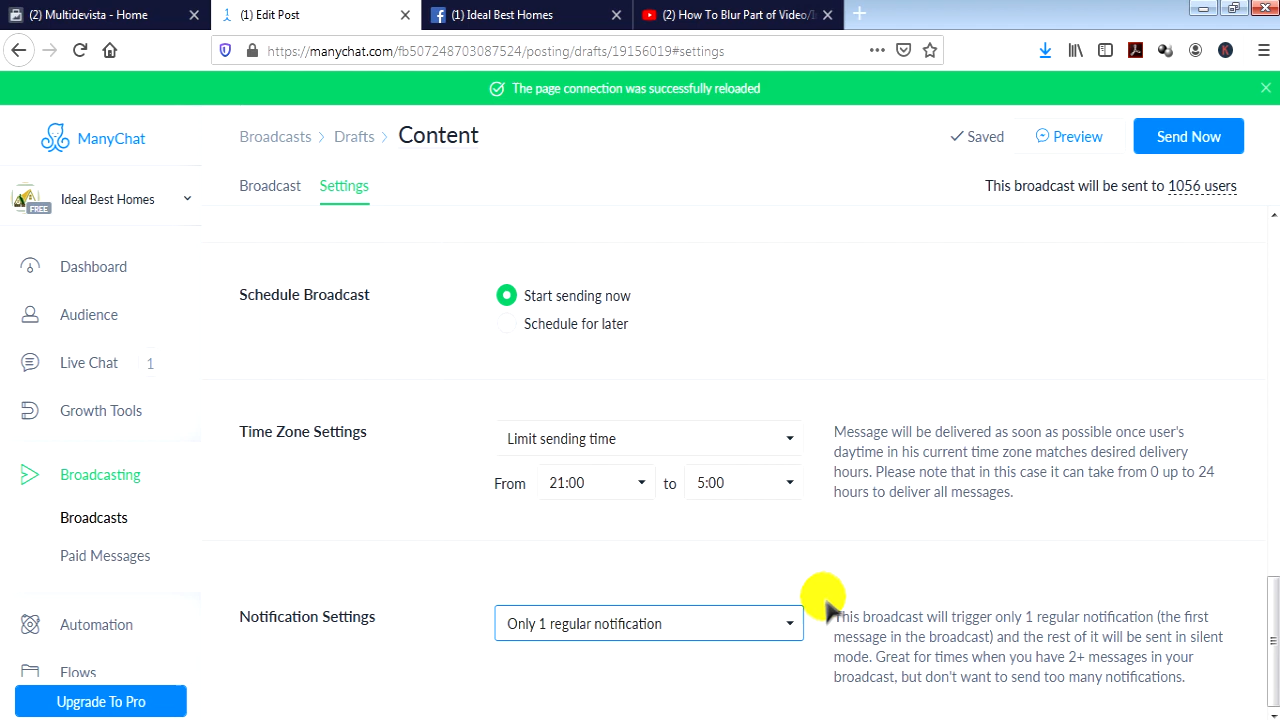 (2) Multidevista - Home
(1) Edit Post
(1) Ideal Best Homes
(2) How To Blur Part of Video/I
https://manychat.com/fb507248703087524/posting/drafts/19156019#settings
K
The page connection was successfully reloaded
ManyChat
Broadcasts
Drafts
Content
Saved
Preview
Send Now
Ideal Best Homes
FREE
Broadcast
Settings
This broadcast will be sent to 1056 users
Dashboard
Audience
Live Chat
1
Growth Tools
Broadcasting
Broadcasts
Paid Messages
Automation
Flows
Upgrade To Pro
Schedule Broadcast
Start sending now
Schedule for later
Time Zone Settings
Limit sending time
From
21:00
to
5:00
Message will be delivered as soon as possible once user's
daytime in his current time zone matches desired delivery
hours. Please note that in this case it can take from 0 up to 24
hours to deliver all messages.
Notification Settings
Only 1 regular notification
This broadcast will trigger only 1 regular notification (the first
message in the broadcast) and the rest of it will be sent in silent
mode. Great for times when you have 2+ messages in your
broadcast, but don't want to send too many notifications.